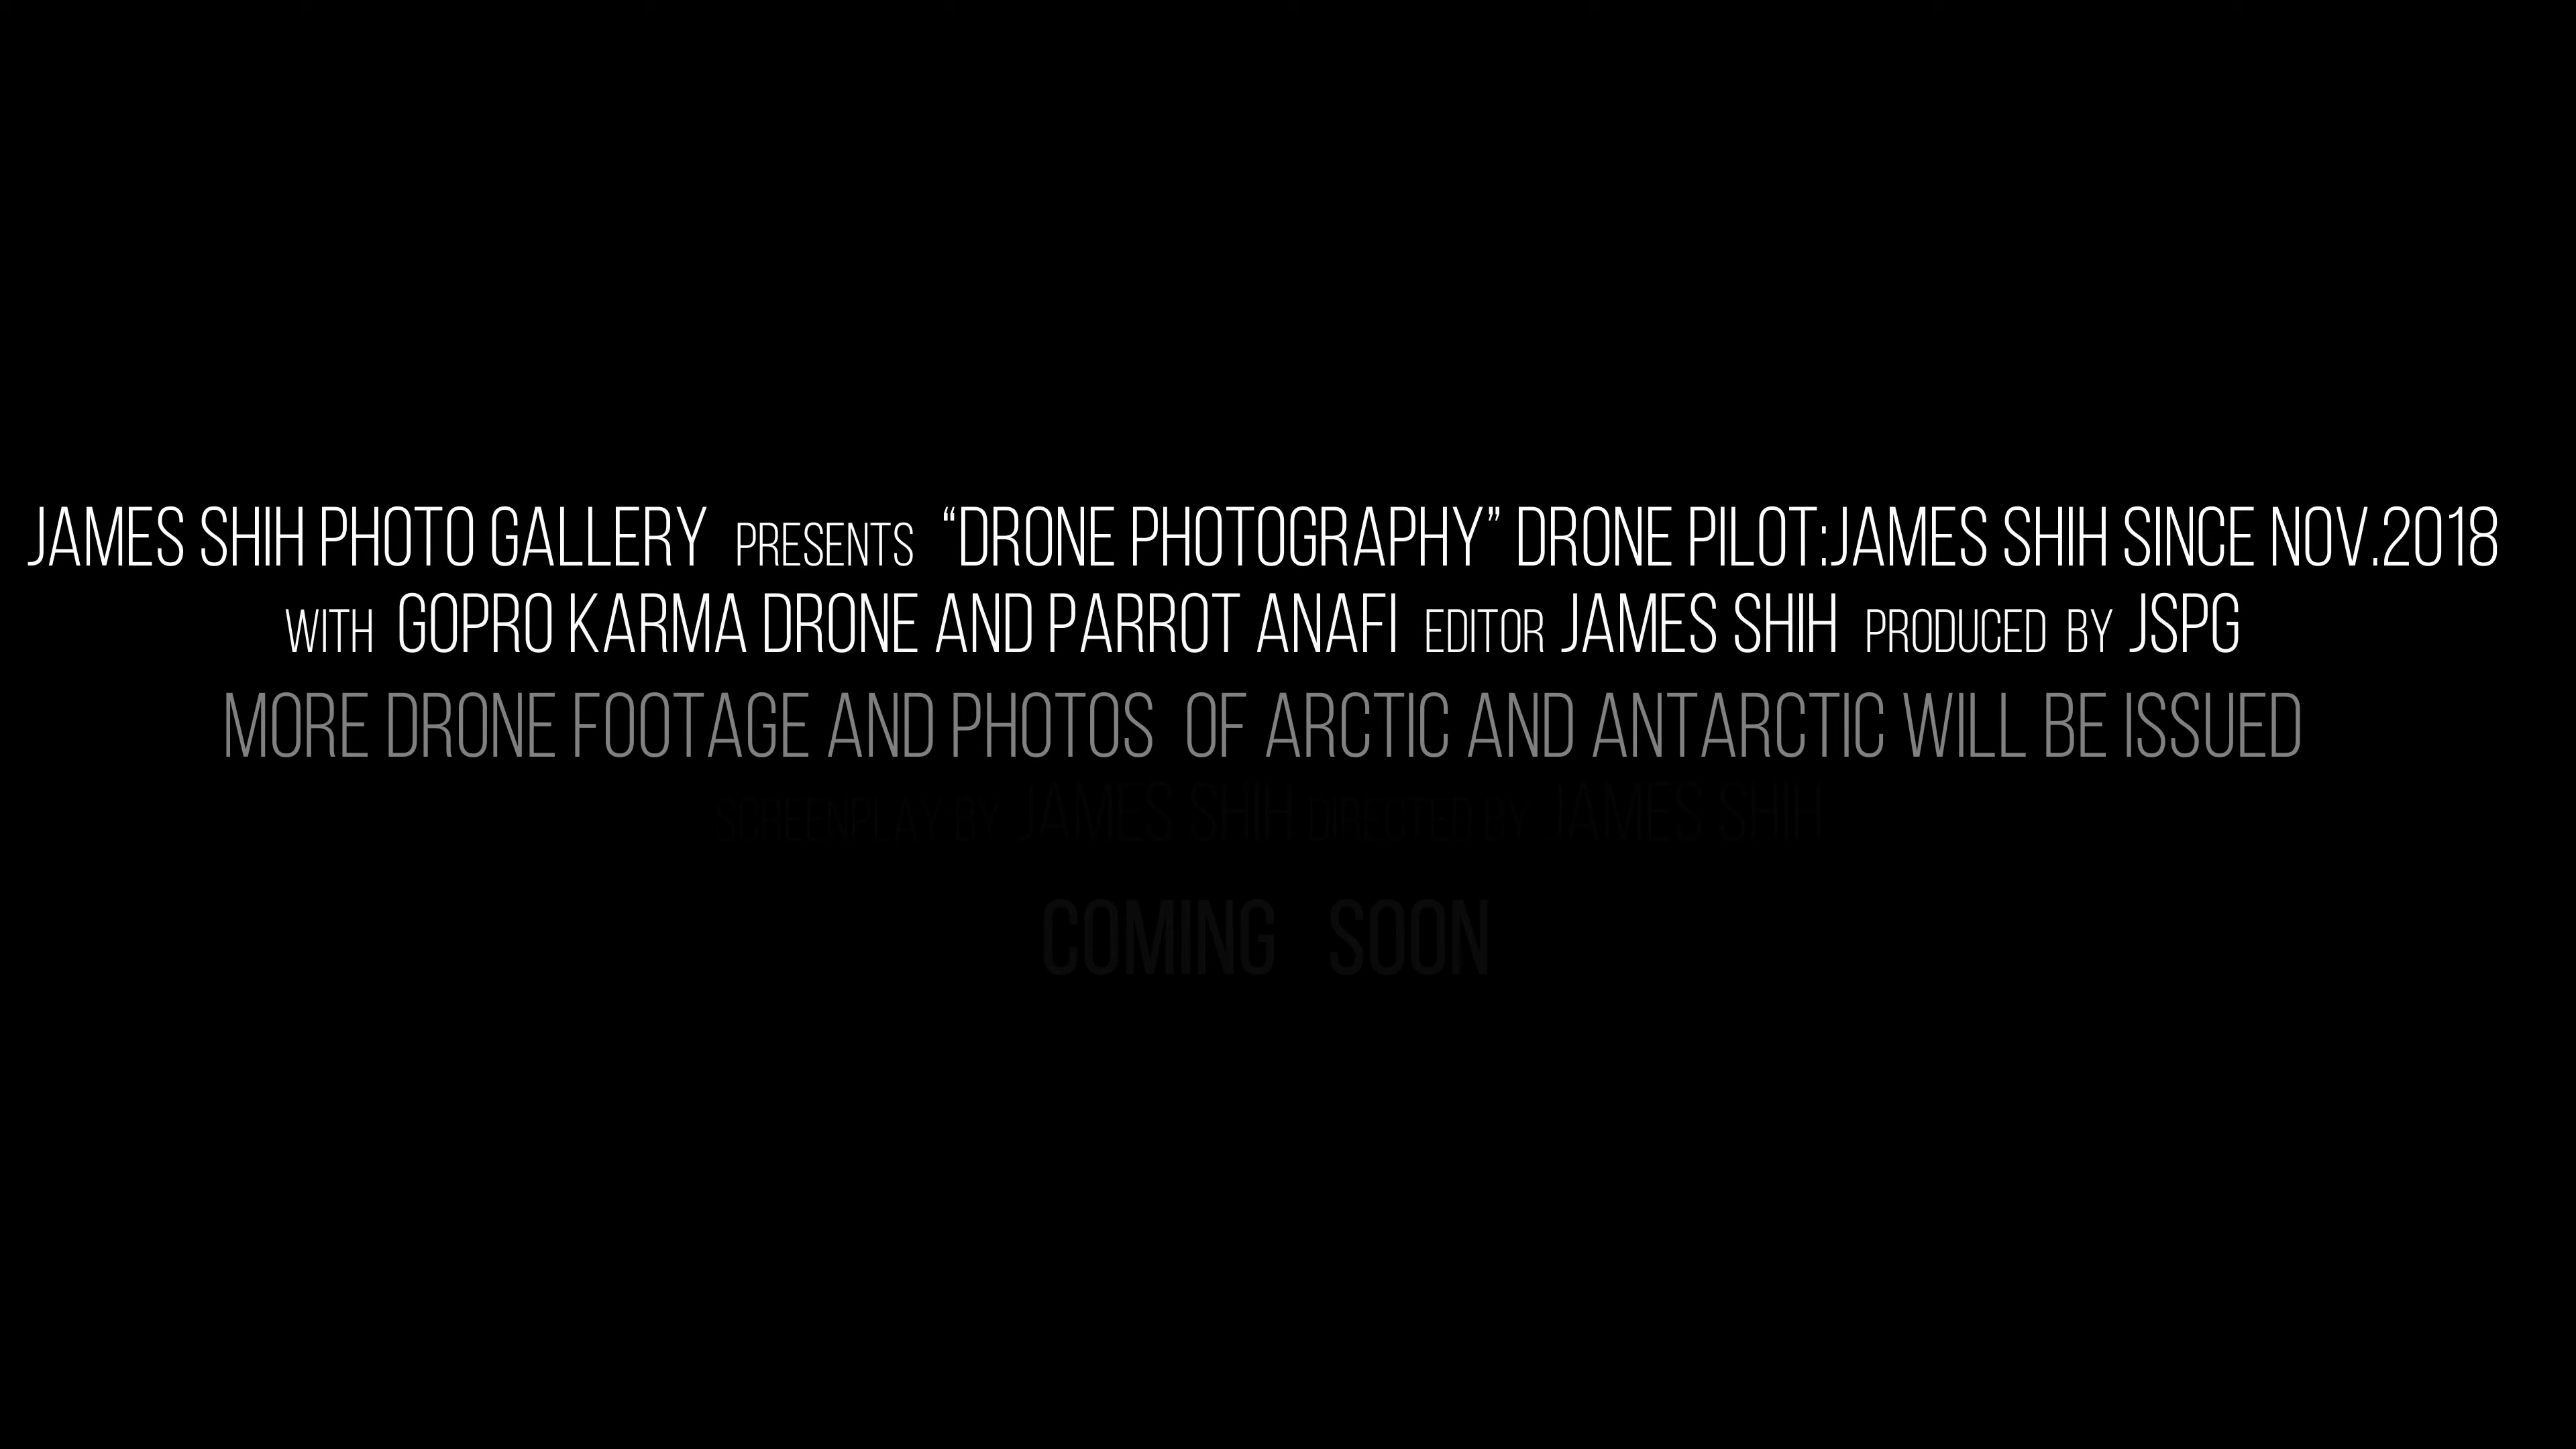 JAMES SHIH PHOTO GALLERY PRESENTS “DRONE PHOTOGRAPHY” DRONE PILOT:JAMES SHIH SINCE NOV.2018
WITH GOPRO KARMA DRONE AND PARROT ANAFI EDITOR JAMES SHIH PRODUCED BY JSPG
MORE DRONE FOOTAGE AND PHOTOS OF ARCTIC AND ANTARCTIC WILL BE ISSUED
SCREENPLAY BY JAMES SHIH DIRECTED BY JAMES SHIH
COMING SOON